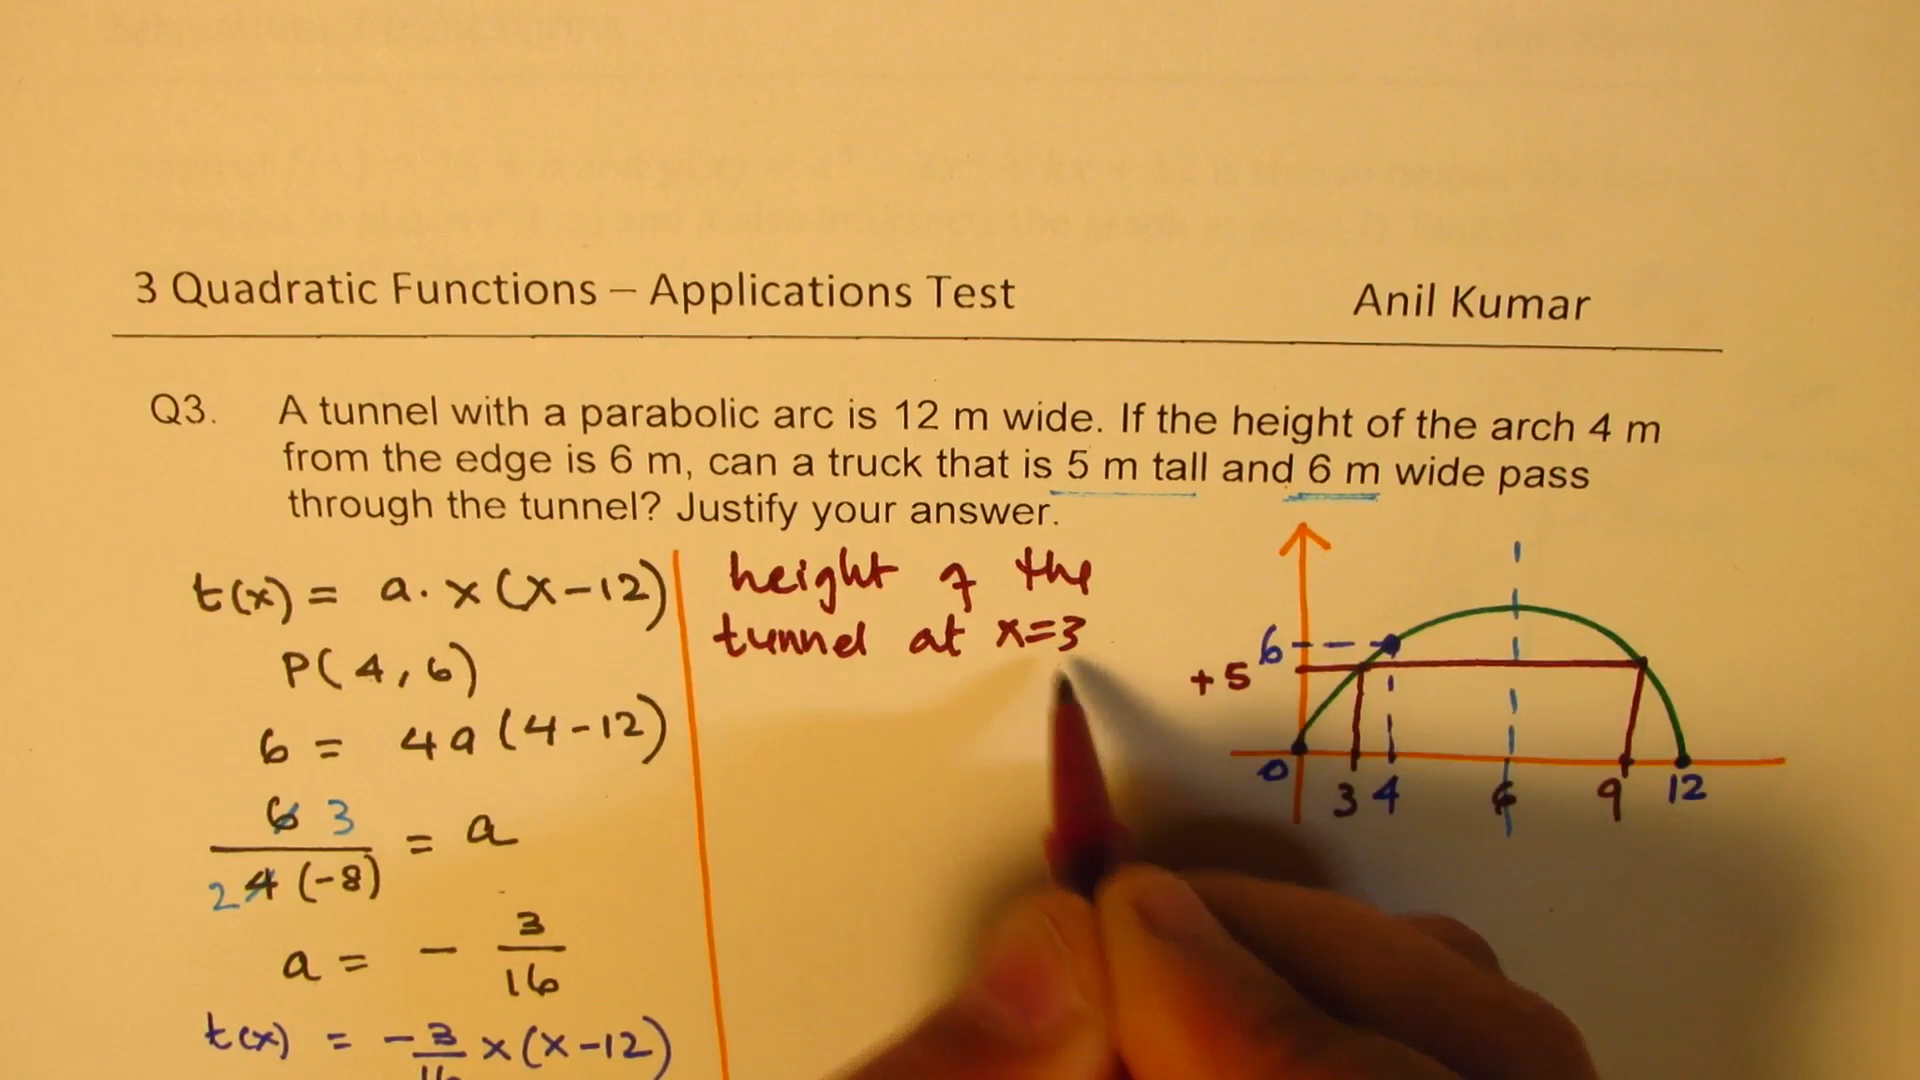 3 Quadratic Functions – Applications Test Anil Kumar
Q3. A tunnel with a parabolic arc is 12 m wide. If the height of the arch 4 m
from the edge is 6 m, can a truck that is 5 m tall and 6 m wide pass
through the tunnel? Justify your answer.
t(x) = a. x (x-12)
P(4, 6)
6 = 4a (4-12)
6 3
2 4 (-8) = a
a = - 3/16
t(x) = -3/16 x (x-12)
height of the
tunnel at x=3
6
+5
0 3 4 6 9 12